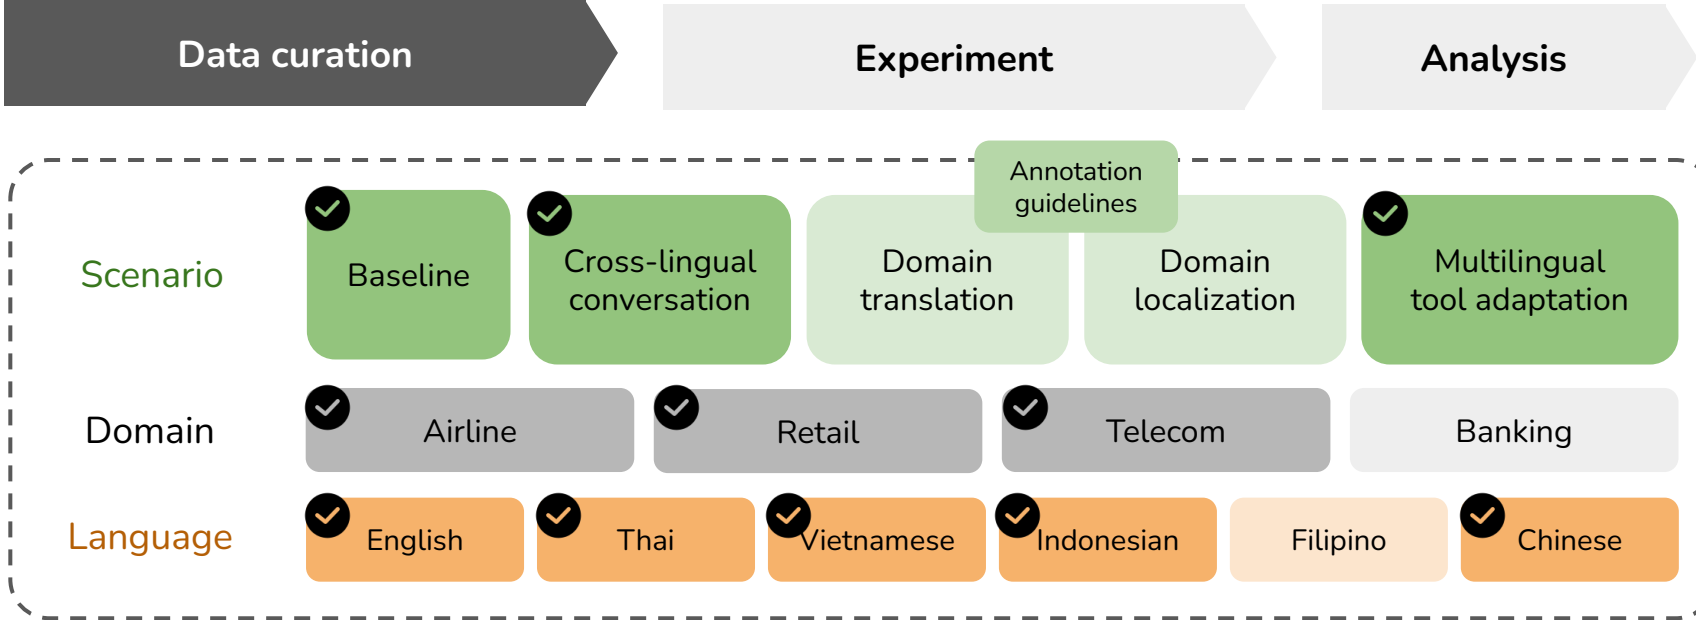 Data curation
Experiment
Analysis
Annotation
guidelines
Scenario
Baseline
Cross-lingual
conversation
Domain
translation
Domain
localization
Multilingual
tool adaptation
Domain
Airline
Retail
Telecom
Banking
Language
English
Thai
Vietnamese
Indonesian
Filipino
Chinese